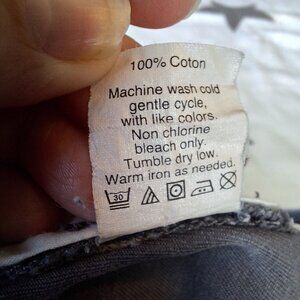 100% Coton
Machine wash cold
gentle cycle,
with like colors.
Non chlorine
bleach only.
Tumble dry low.
Warm iron as needed.
30